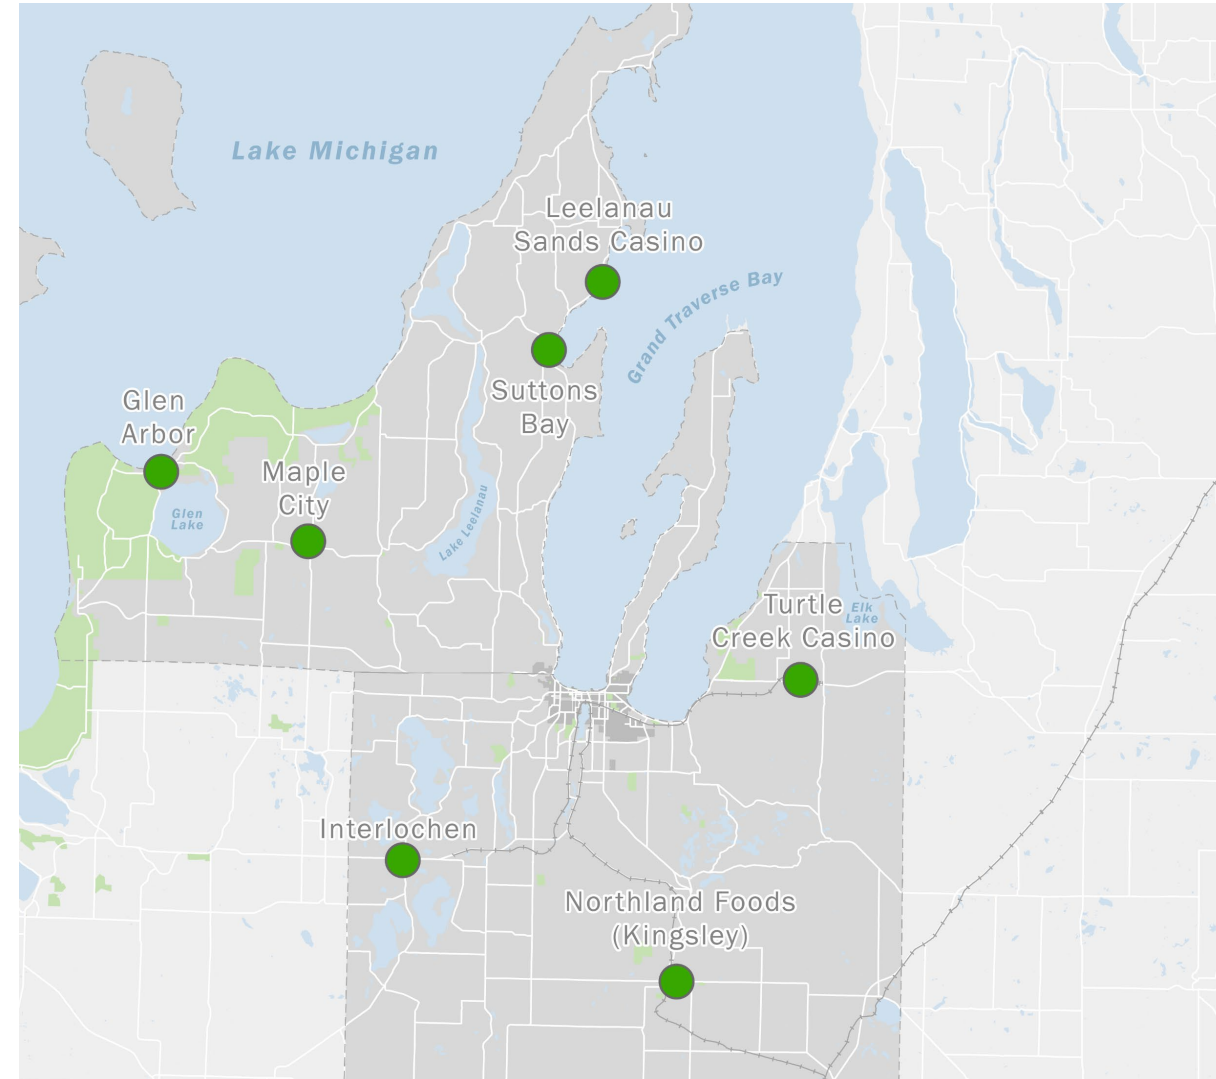 Lake Michigan
Leelanau
Sands Casino
Grand Traverse Bay
Suttons
Bay
Glen
Arbor
Maple
City
Glen
Lake
Lake Leelanau
Turtle
Creek Casino
Elk
Lake
Interlochen
Northland Foods
(Kingsley)